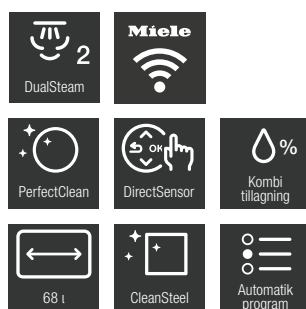 2
DualSteam
Miele
PerfectClean
OK
DirectSensor
%
Kombi
tillagning
68 l
CleanSteel
Automatik
program